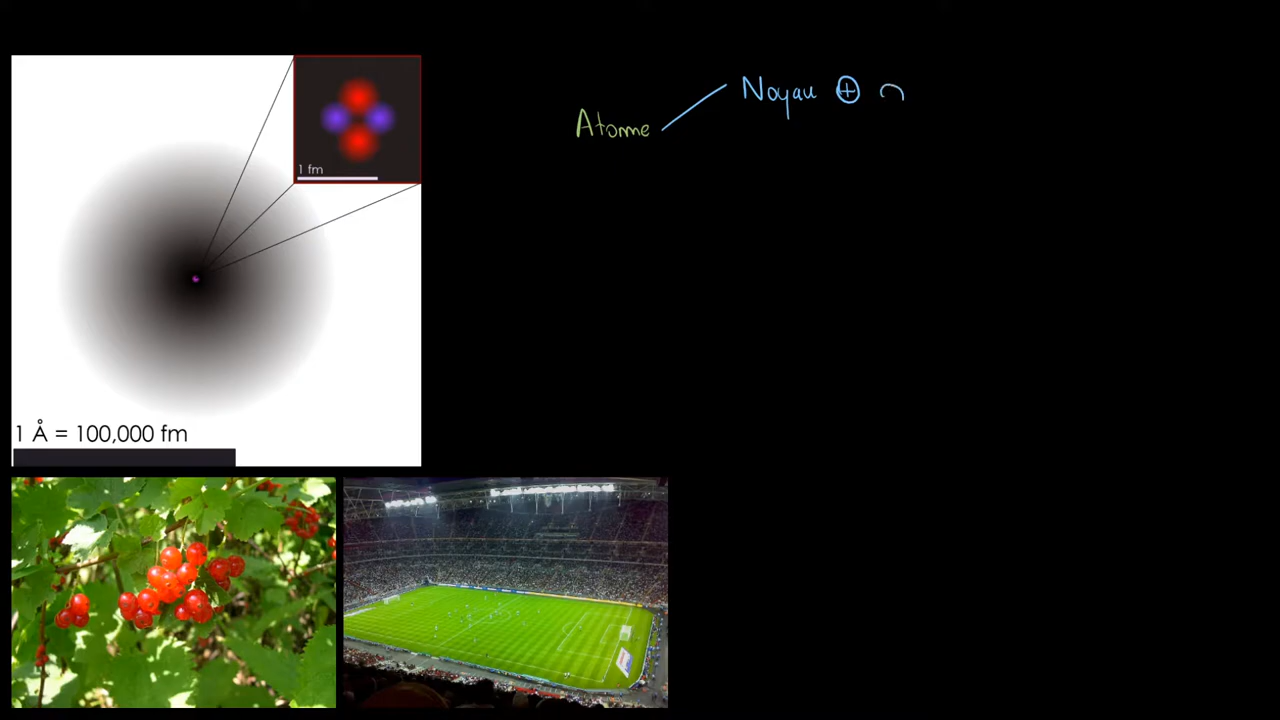 1 fm
Atome
Noyau ⊕
1 Å = 100,000 fm